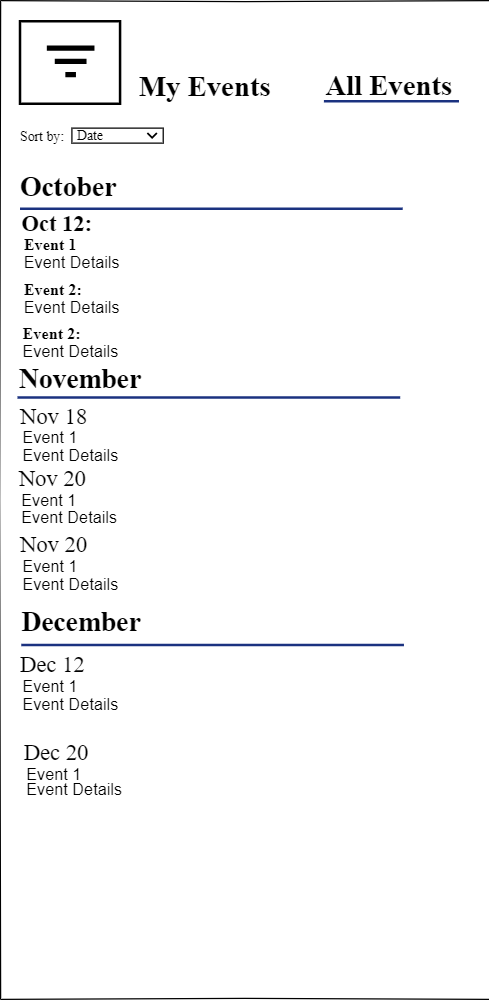 My Events
All Events
Sort by: Date
October
Oct 12:
Event 1
Event Details
Event 2:
Event Details
Event 2:
Event Details
November
Nov 18
Event 1
Event Details
Nov 20
Event 1
Event Details
Nov 20
Event 1
Event Details
December
Dec 12
Event 1
Event Details
Dec 20
Event 1
Event Details